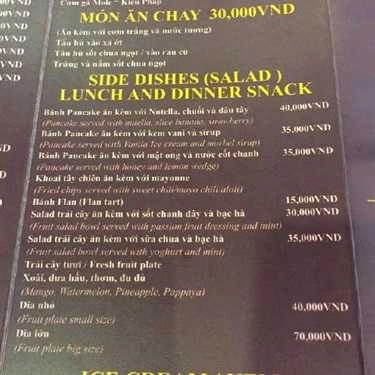 Cơm gà Mole ~ Kiểu Pháp
MÓN ĂN CHAY 30,000VND
(Ăn kèm với cơm trắng và nước tương)
Tàu hủ xào xả ớt
Tàu hủ sốt chua ngọt / xào rau củ
Trứng và nấm sốt chua ngọt
SIDE DISHES (SALAD )
LUNCH AND DINNER SNACK
Bánh Pancake ăn kèm với Nutella, chuối và dâu tây 40,000VND
(Pancake served with nutella, slice banana, strawberry)
Bánh Pancake ăn kèm với kem vani và sirup 35,000VND
(Pancake served with Vanila Ice cream and syrup)
Bánh Pancake ăn kèm với mật ong và nước cốt chanh 35,000VND
(Pancake served with honey and lemon wedge)
Khoai tây chiên ăn kèm với mayonne
(Fried chips served with sweet chili/mayo chili/aioli)
Bánh Flan (Flan tart) 15,000VND
Salad trái cây ăn kèm với sốt chanh dây và bạc hà 30,000VND
(Fruit salad bowl served with passion fruit dressing and mint)
Salad trái cây ăn kèm với sữa chua và bạc hà 35,000VND
(Fruit salad bowl served with yoghurt and mint)
Trái cây tươi / Fresh fruit plate
Xoài, dưa hấu, thơm, đu đủ
(Mango, Watermelon, Pineapple, Pappaya)
Dĩa nhỏ 40,000VND
(Fruit plate small size)
Dĩa lớn 70,000VND
(Fruit plate big size)